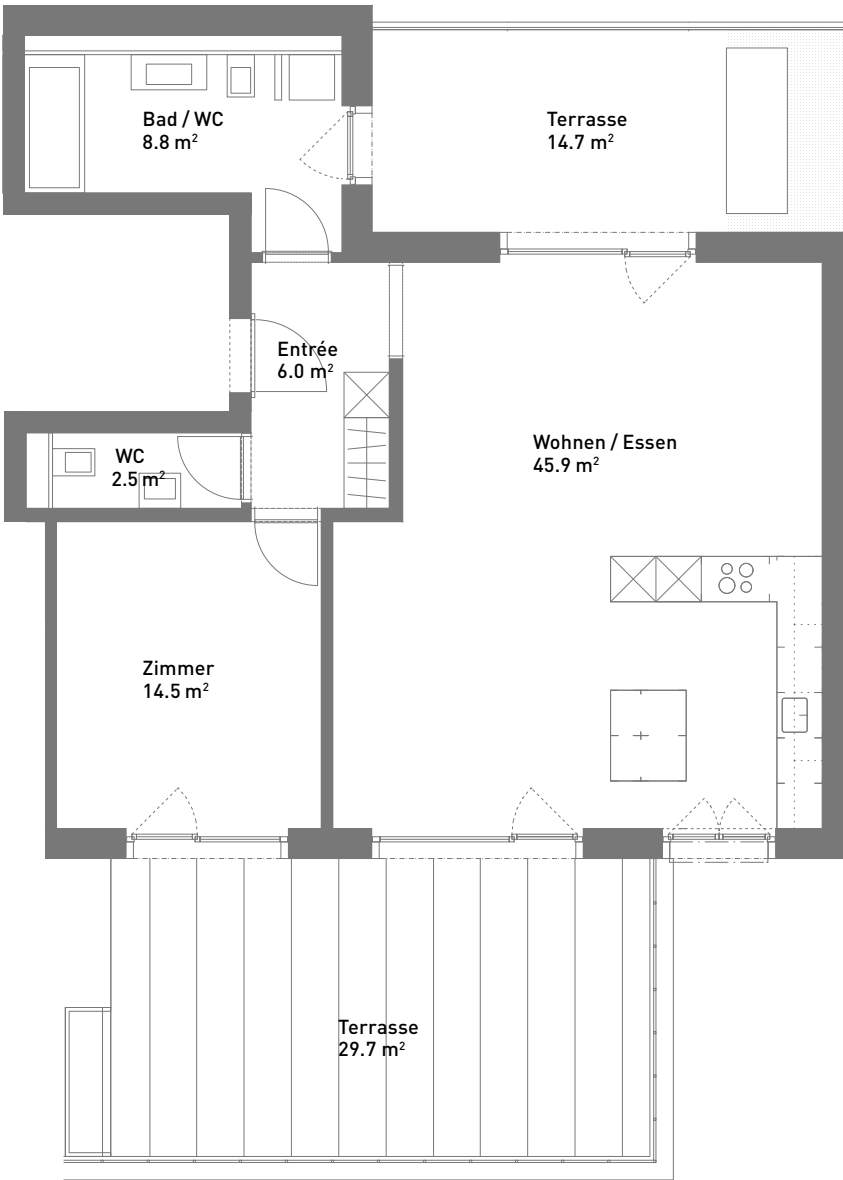 Bad / WC
8.8 m²
Terrasse
14.7 m²
Entrée
6.0 m²
Wohnen / Essen
45.9 m²
WC
2.5 m²
Zimmer
14.5 m²
Terrasse
29.7 m²